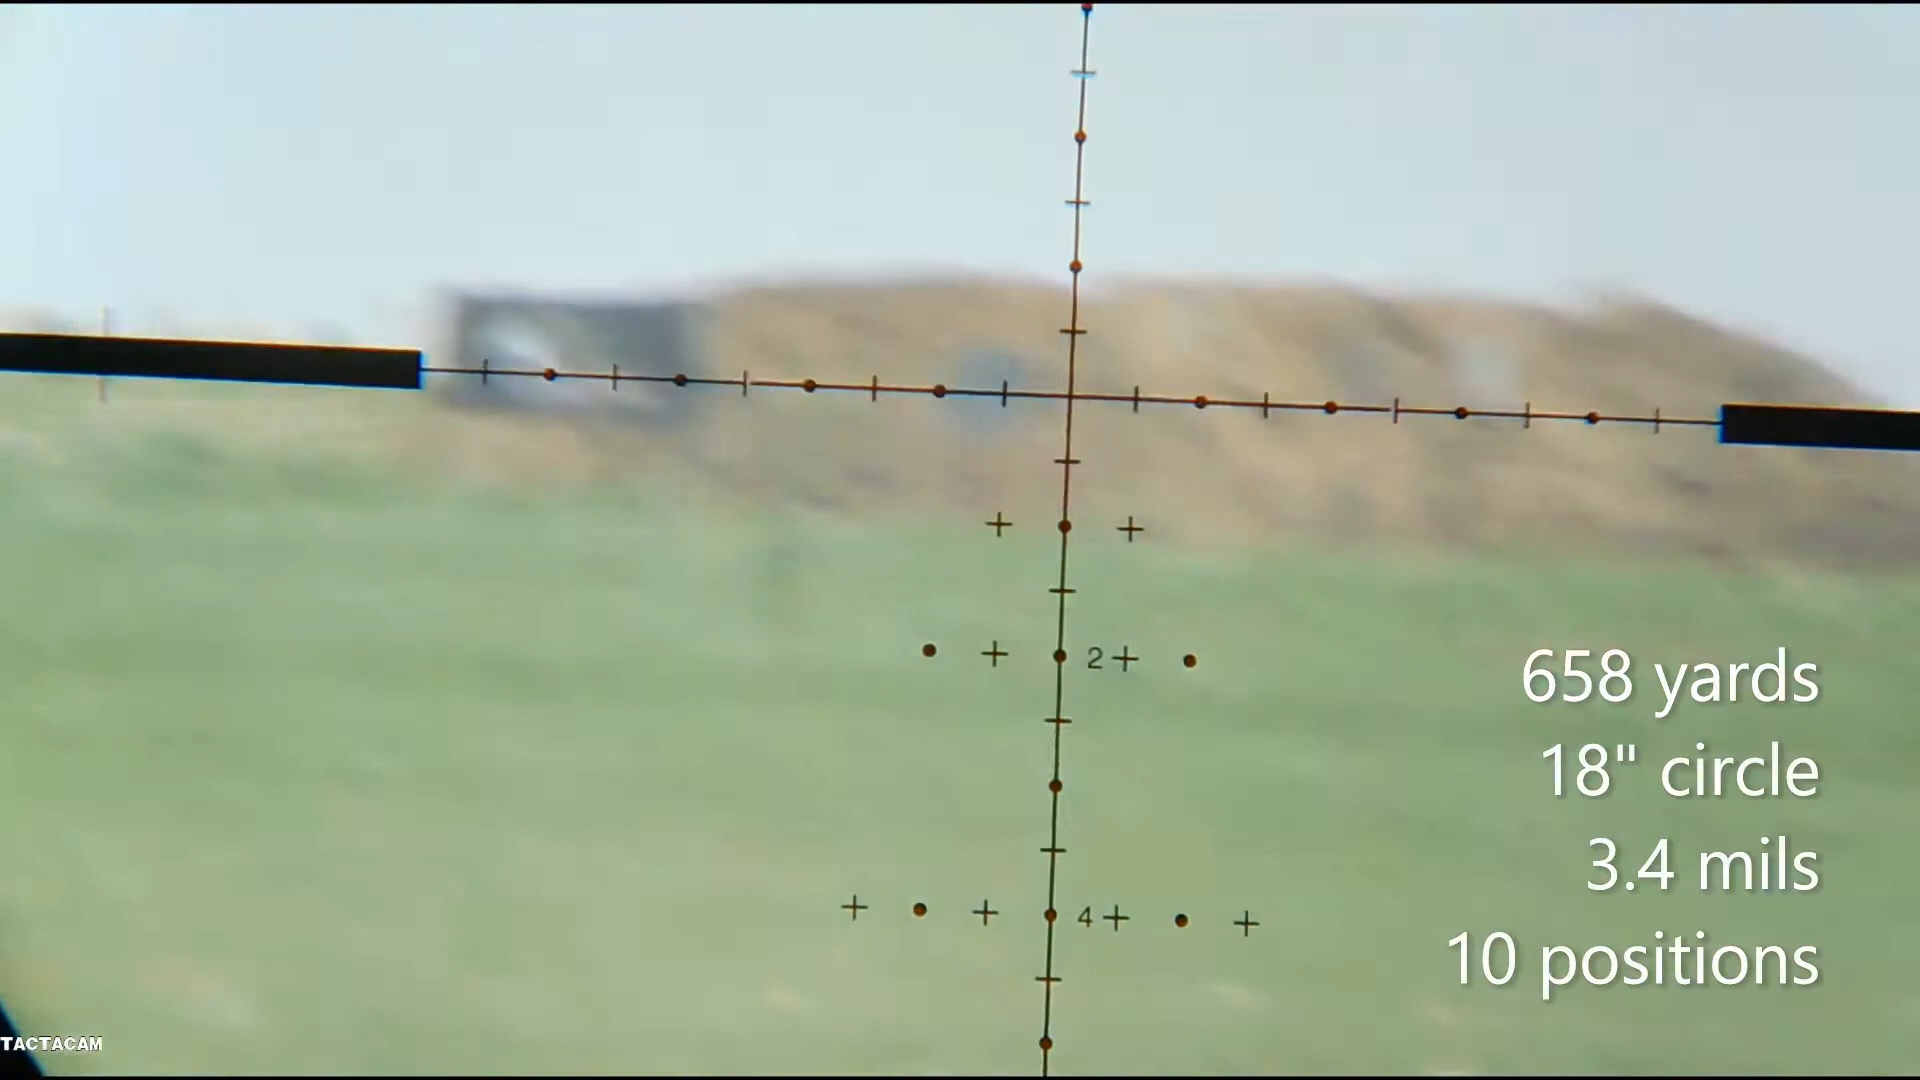 2
4
658 yards
18" circle
3.4 mils
10 positions
TACTACAM